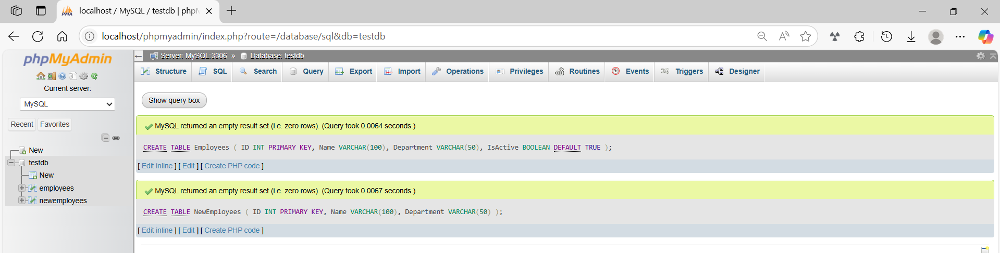 localhost / MySQL / testdb | phpM
localhost/phpmyadmin/index.php?route=/database/sql&db=testdb
phpMyAdmin
Current server:
MySQL
Recent Favorites
New
testdb
New
employees
newemployees
Server: MySQL:3306 » Database: testdb
Structure SQL Search Query Export Import Operations Privileges Routines Events Triggers Designer
Show query box
MySQL returned an empty result set (i.e. zero rows). (Query took 0.0064 seconds.)
CREATE TABLE Employees ( ID INT PRIMARY KEY, Name VARCHAR(100), Department VARCHAR(50), IsActive BOOLEAN DEFAULT TRUE );
[ Edit inline ] [ Edit ] [ Create PHP code ]
MySQL returned an empty result set (i.e. zero rows). (Query took 0.0067 seconds.)
CREATE TABLE NewEmployees ( ID INT PRIMARY KEY, Name VARCHAR(100), Department VARCHAR(50) );
[ Edit inline ] [ Edit ] [ Create PHP code ]